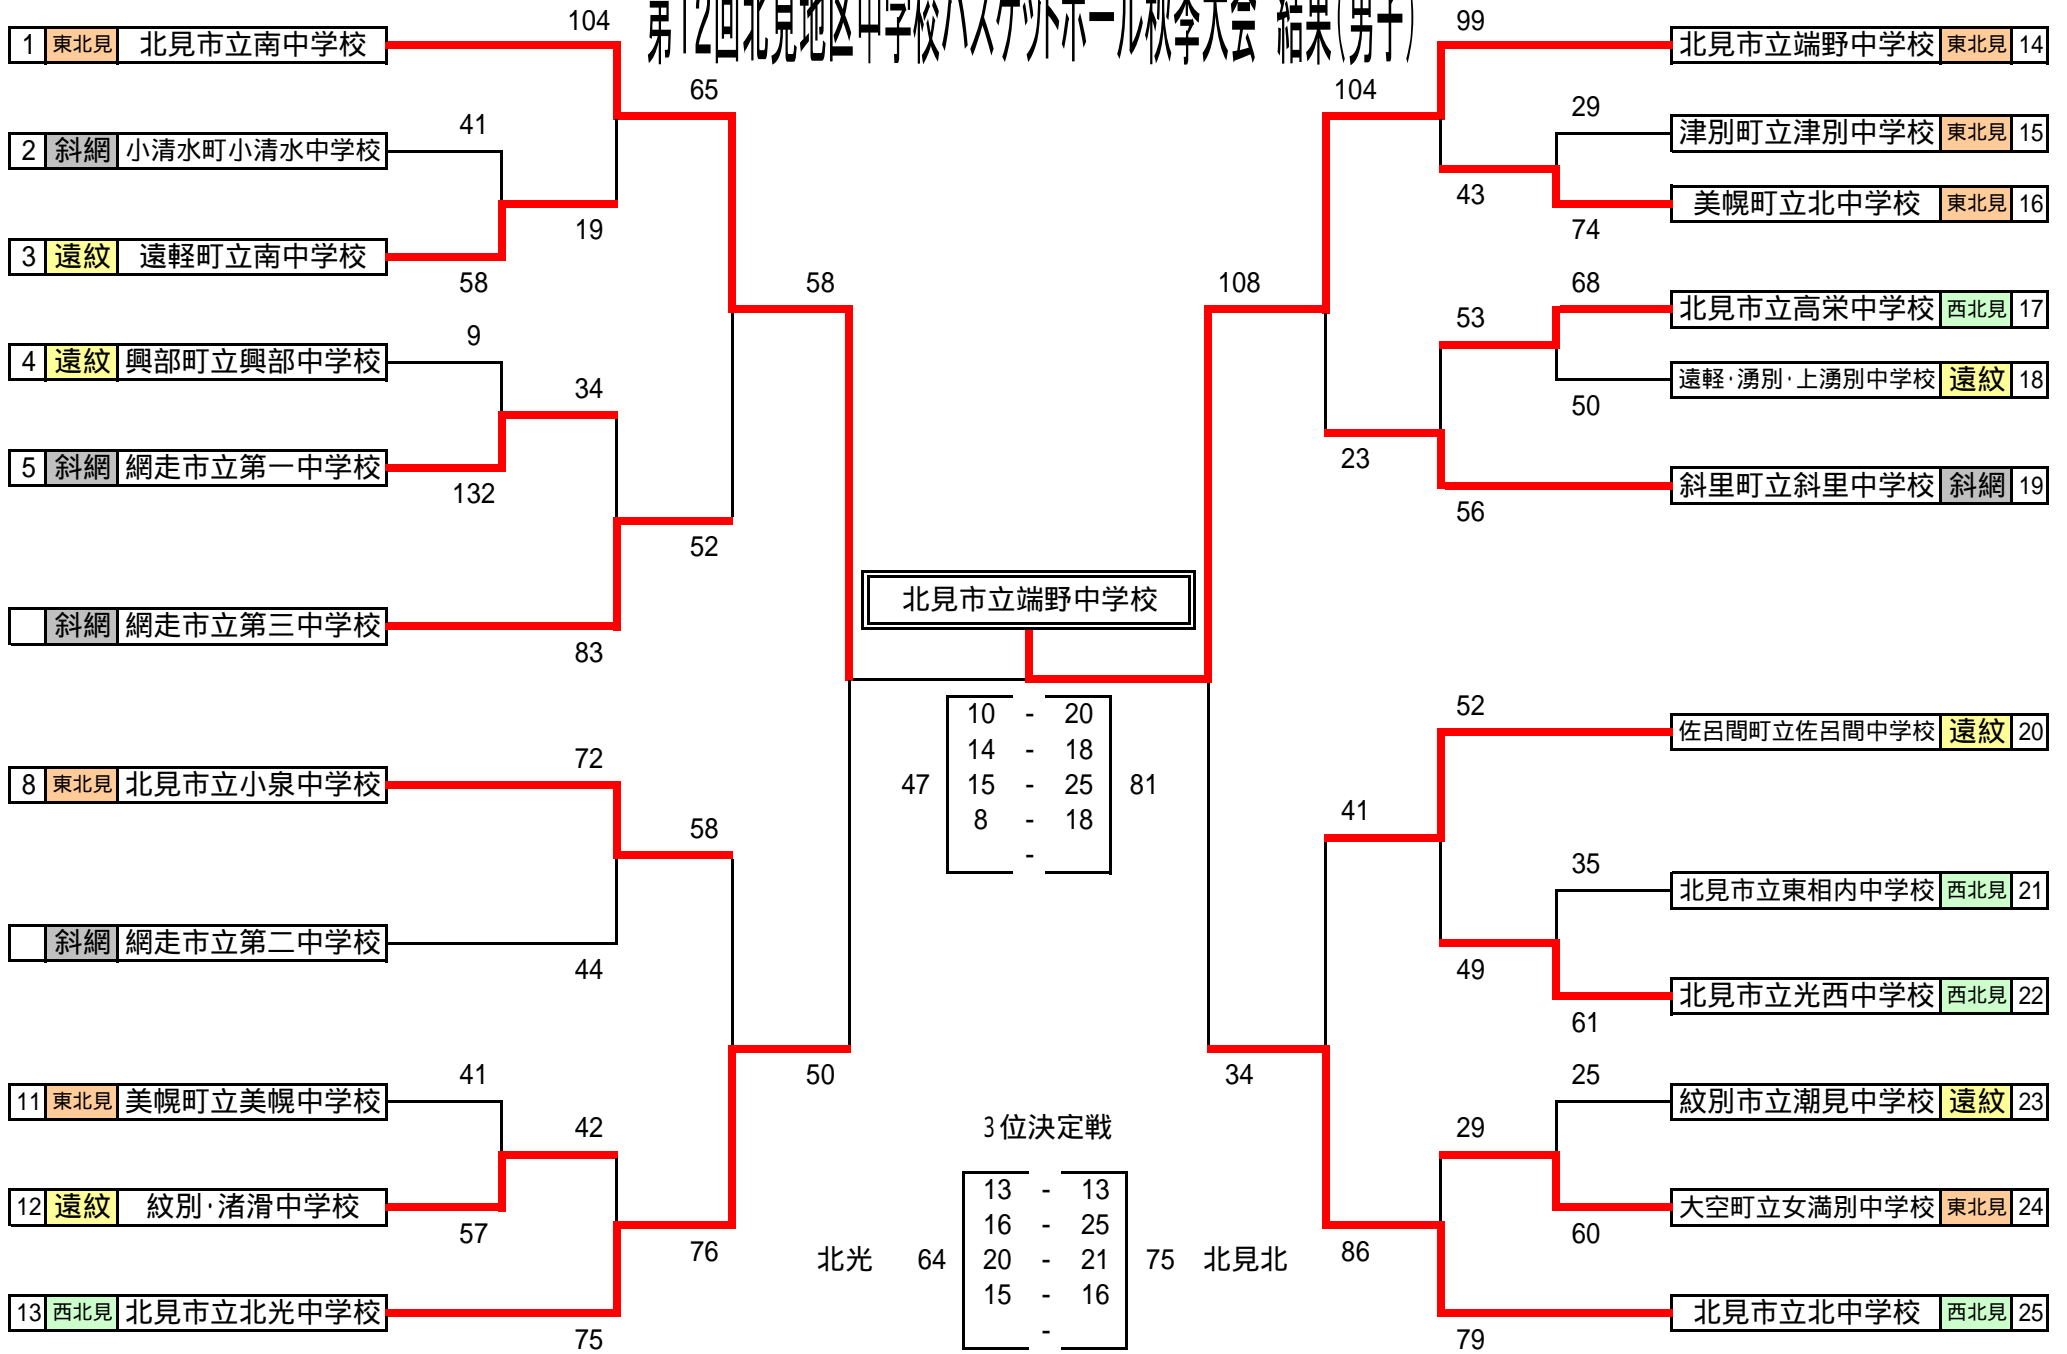 第12回北見地区中学校バスケットボール秋季大会 結果(男子)
1 東北見 北見市立南中学校
104
65
41
2 斜網 小清水町小清水中学校
19
3 遠紋 遠軽町立南中学校
58
58
9
4 遠紋 興部町立興部中学校
34
5 斜網 網走市立第一中学校
132
52
斜網 網走市立第三中学校
83
72
8 東北見 北見市立小泉中学校
58
斜網 網走市立第二中学校
44
50
41
11 東北見 美幌町立美幌中学校
42
12 遠紋 紋別・渚滑中学校
57
76
13 西北見 北見市立北光中学校
75
北見市立端野中学校
10 - 20
14 - 18
47 15 - 25 81
8 - 18
-
3位決定戦
13 - 13
16 - 25
北光 64 20 - 21 75 北見北
15 - 16
-
99
北見市立端野中学校 東北見 14
104
29
津別町立津別中学校 東北見 15
43
美幌町立北中学校 東北見 16
74
108
68
北見市立高栄中学校 西北見 17
53
遠軽・湧別・上湧別中学校 遠紋 18
50
23
斜里町立斜里中学校 斜網 19
56
52
佐呂間町立佐呂間中学校 遠紋 20
41
35
北見市立東相内中学校 西北見 21
49
北見市立光西中学校 西北見 22
61
34
25
紋別市立潮見中学校 遠紋 23
29
大空町立女満別中学校 東北見 24
60
86
北見市立北中学校 西北見 25
79